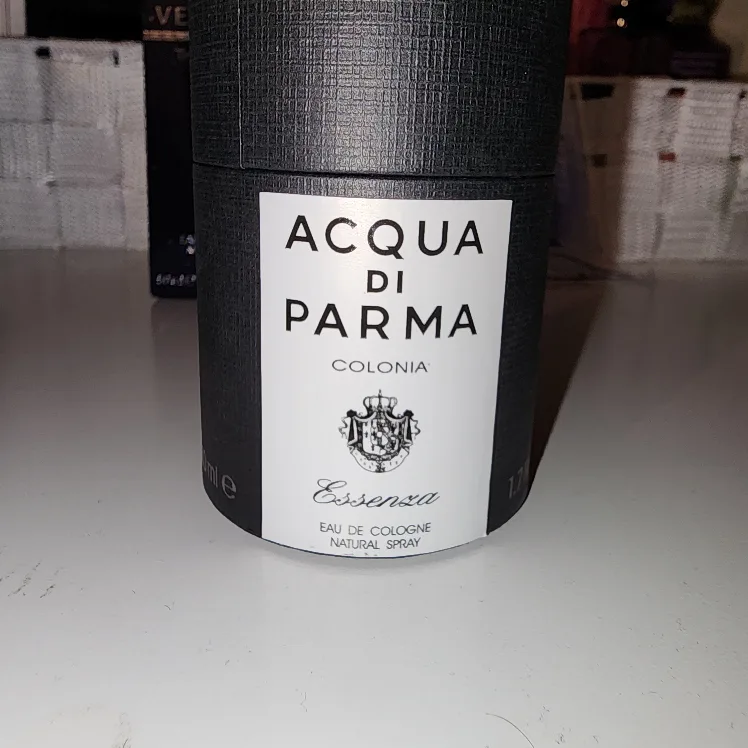 ACQUA
DI
PARMA
COLONIA
Essenza
EAU DE COLOGNE
NATURAL SPRAY